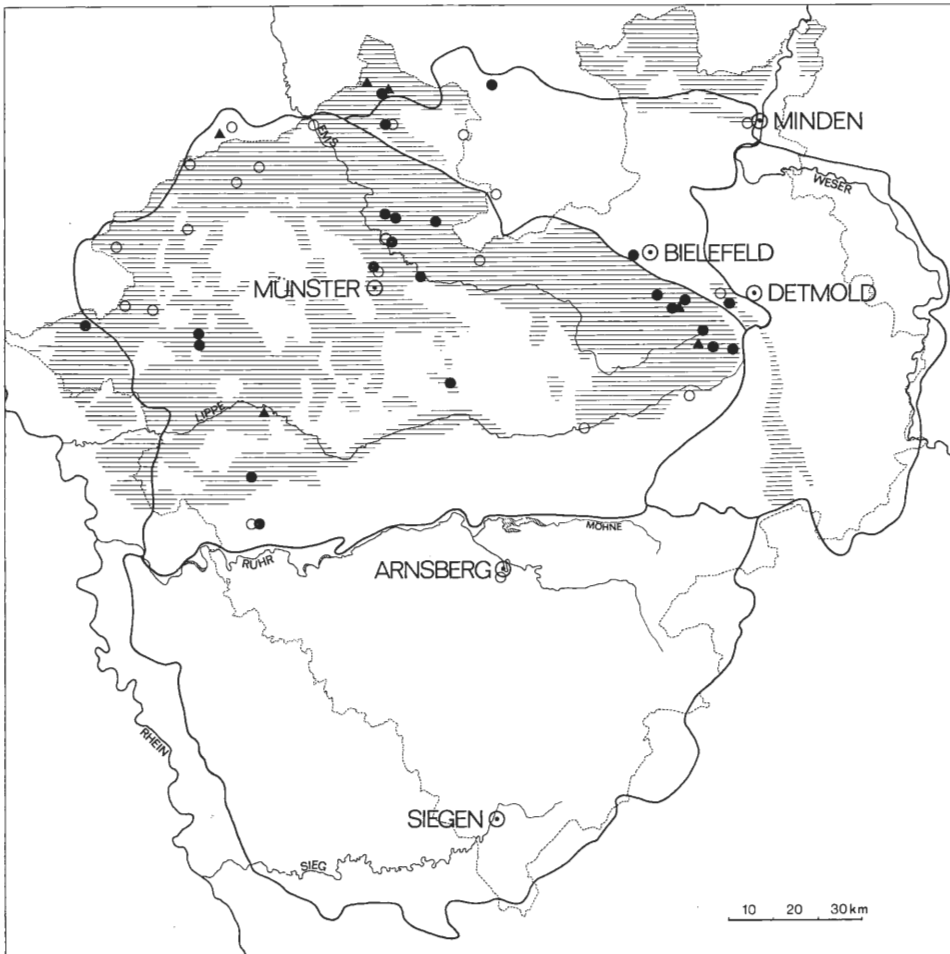 EMS
MINDEN
WESER
BIELEFELD
MÜNSTER
DETMOLD
LIPPE
MÖHNE
RUHR
ARNSBERG
RHEIN
SIEGEN
SIEG
10 20 30 km